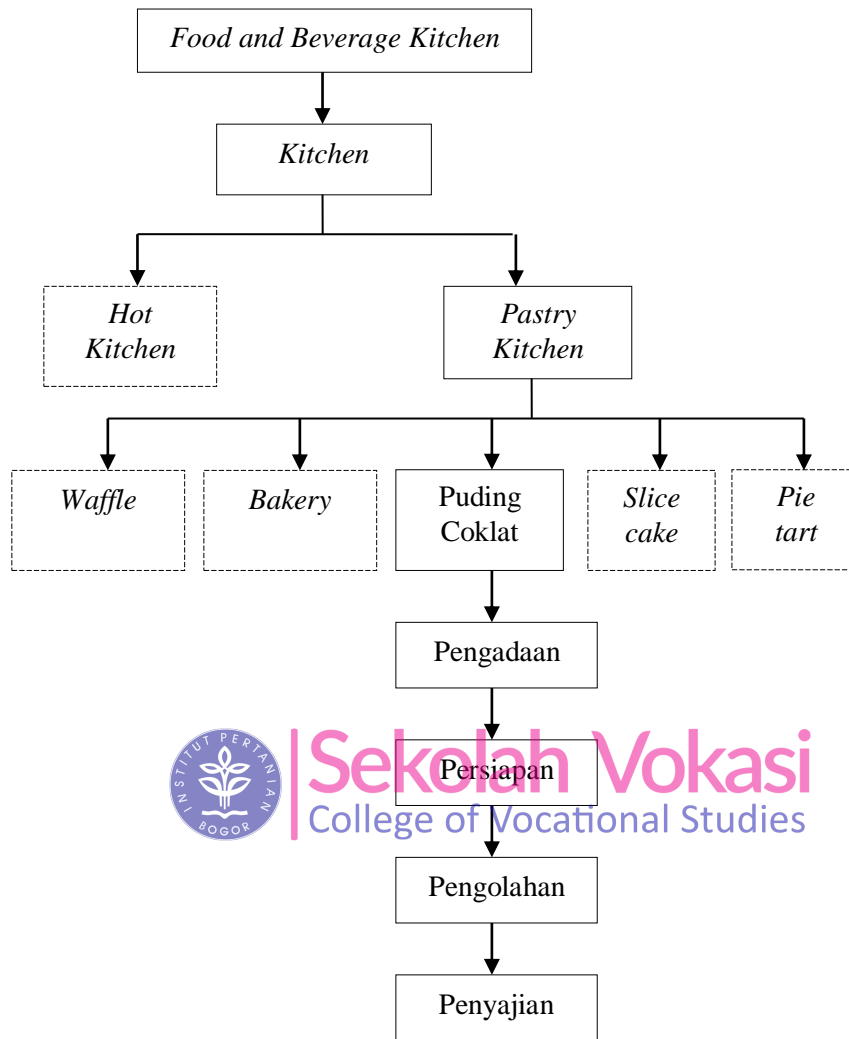 Food and Beverage Kitchen
Kitchen
Hot
Kitchen
Pastry
Kitchen
Waffle
Bakery
Puding
Coklat
Slice
cake
Pie
tart
Pengadaan
INSTITUT PERTANIAN
BOGOR
Sekolah Vokasi
College of Vocational Studies
Persiapan
Pengolahan
Penyajian